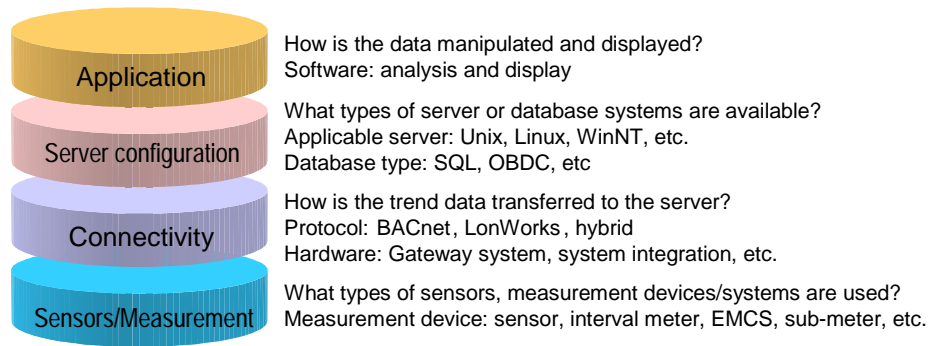 Application
How is the data manipulated and displayed?
Software: analysis and display
Server configuration
What types of server or database systems are available?
Applicable server: Unix, Linux, WinNT, etc.
Database type: SQL, OBDC, etc
Connectivity
How is the trend data transferred to the server?
Protocol: BACnet, LonWorks, hybrid
Hardware: Gateway system, system integration, etc.
Sensors/Measurement
What types of sensors, measurement devices/systems are used?
Measurement device: sensor, interval meter, EMCS, sub-meter, etc.